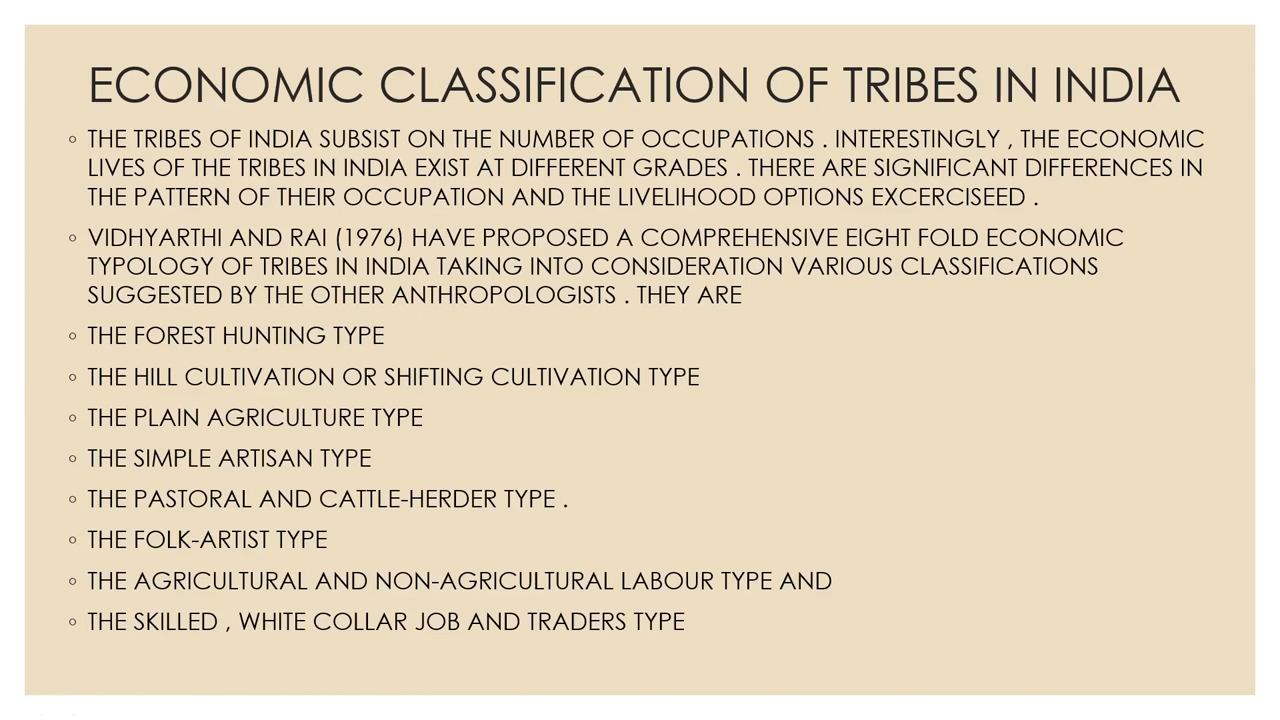 ECONOMIC CLASSIFICATION OF TRIBES IN INDIA
◦ THE TRIBES OF INDIA SUBSIST ON THE NUMBER OF OCCUPATIONS . INTERESTINGLY , THE ECONOMIC
LIVES OF THE TRIBES IN INDIA EXIST AT DIFFERENT GRADES . THERE ARE SIGNIFICANT DIFFERENCES IN
THE PATTERN OF THEIR OCCUPATION AND THE LIVELIHOOD OPTIONS EXCERCISEED .
◦ VIDHYARTHI AND RAI (1976) HAVE PROPOSED A COMPREHENSIVE EIGHT FOLD ECONOMIC
TYPOLOGY OF TRIBES IN INDIA TAKING INTO CONSIDERATION VARIOUS CLASSIFICATIONS
SUGGESTED BY THE OTHER ANTHROPOLOGISTS . THEY ARE
◦ THE FOREST HUNTING TYPE
◦ THE HILL CULTIVATION OR SHIFTING CULTIVATION TYPE
◦ THE PLAIN AGRICULTURE TYPE
◦ THE SIMPLE ARTISAN TYPE
◦ THE PASTORAL AND CATTLE-HERDER TYPE .
◦ THE FOLK-ARTIST TYPE
◦ THE AGRICULTURAL AND NON-AGRICULTURAL LABOUR TYPE AND
◦ THE SKILLED , WHITE COLLAR JOB AND TRADERS TYPE